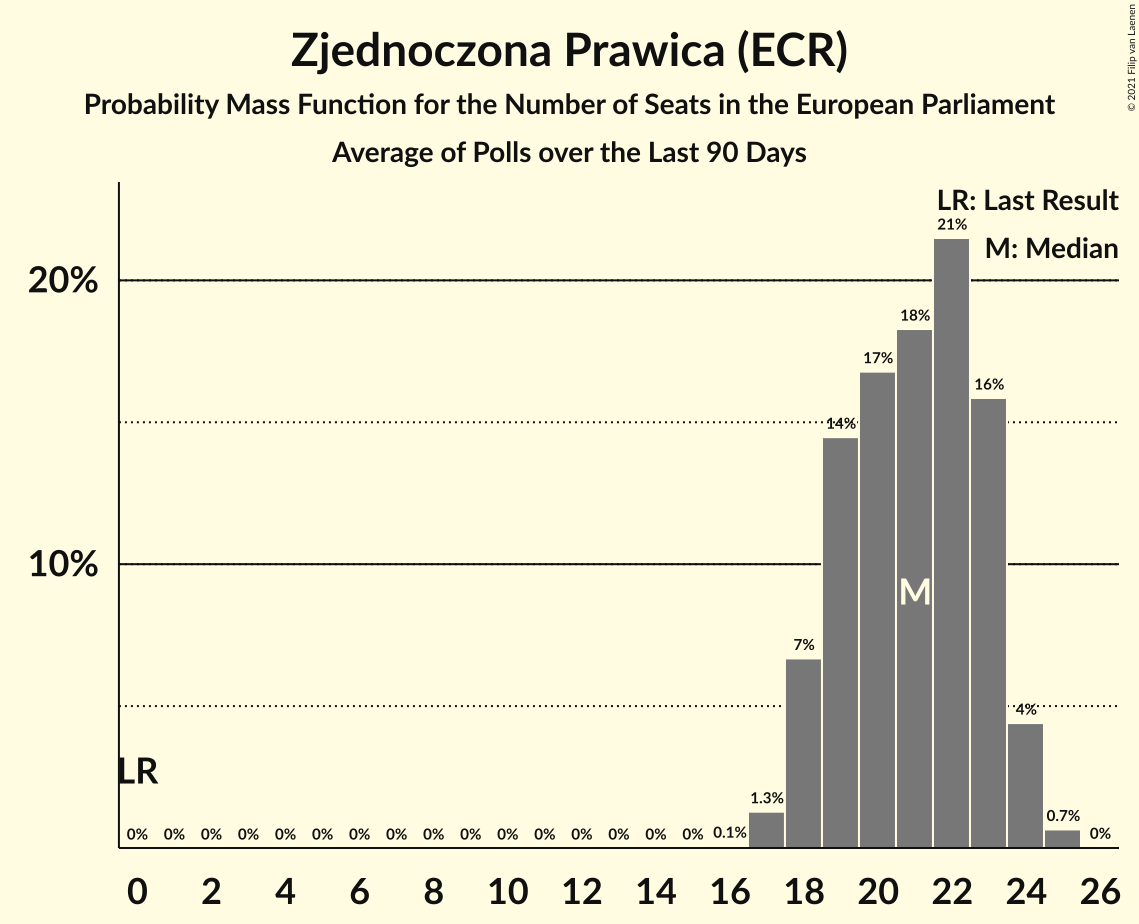 Zjednoczona Prawica (ECR)
Probability Mass Function for the Number of Seats in the European Parliament
Average of Polls over the Last 90 Days
© 2021 Filip van Laenen
LR: Last Result
M: Median
20%
10%
21%
18%
17%
16%
14%
M
7%
4%
LR
1.3%
0.7%
0% 0% 0% 0% 0% 0% 0% 0% 0% 0% 0% 0% 0% 0% 0% 0% 0.1% 0%
0 2 4 6 8 10 12 14 16 18 20 22 24 26